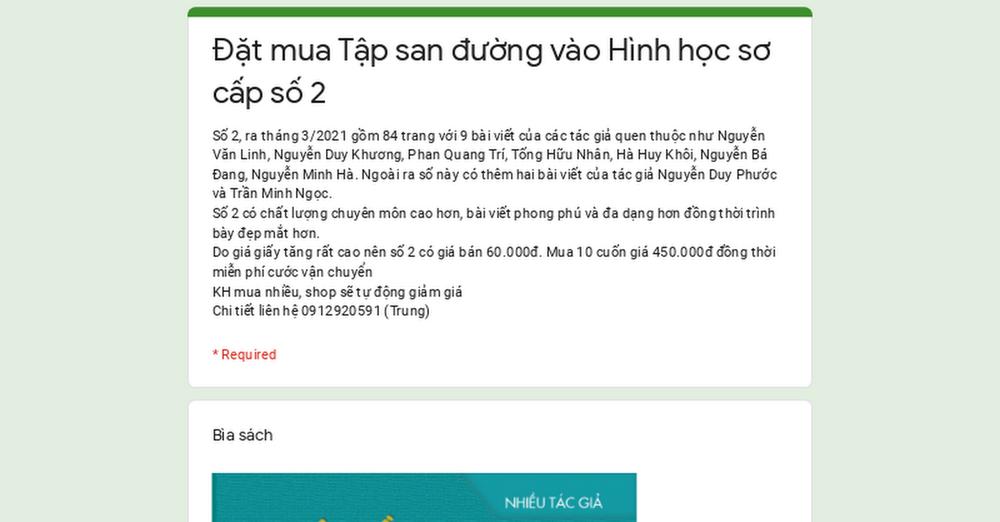 Đặt mua Tập san đường vào Hình học sơ
cấp số 2
Số 2, ra tháng 3/2021 gồm 84 trang với 9 bài viết của các tác giả quen thuộc như Nguyễn
Văn Linh, Nguyễn Duy Khương, Phan Quang Trí, Tống Hữu Nhân, Hà Huy Khôi, Nguyễn Bá
Đang, Nguyễn Minh Hà. Ngoài ra số này có thêm hai bài viết của tác giả Nguyễn Duy Phước
và Trần Minh Ngọc.
Số 2 có chất lượng chuyên môn cao hơn, bài viết phong phú và đa dạng hơn đồng thời trình
bày đẹp mắt hơn.
Do giá giấy tăng rất cao nên số 2 có giá bán 60.000đ. Mua 10 cuốn giá 450.000đ đồng thời
miễn phí cước vận chuyển
KH mua nhiều, shop sẽ tự động giảm giá
Chi tiết liên hệ 0912920591 (Trung)
* Required
Bìa sách
NHIỀU TÁC GIẢ